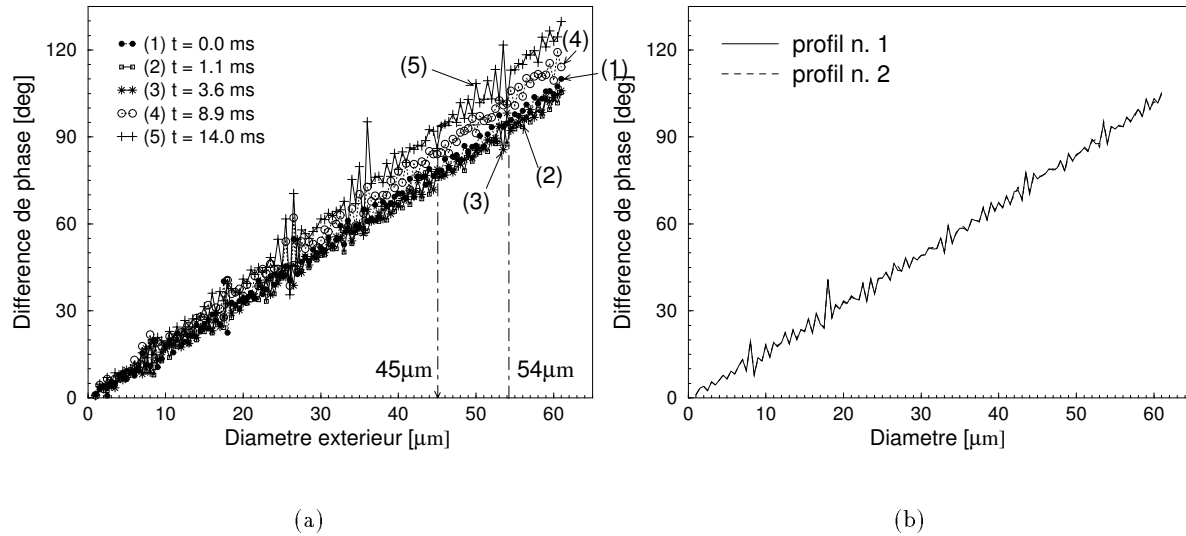 120
90
60
30
0
Difference de phase [deg]
(1) t = 0.0 ms
(2) t = 1.1 ms
(3) t = 3.6 ms
(4) t = 8.9 ms
(5) t = 14.0 ms
(4)
(1)
(5)
(2)
(3)
45μm
54μm
0 10 20 30 40 50 60
Diametre exterieur [μm]
(a)
120
90
60
30
0
Difference de phase [deg]
profil n. 1
profil n. 2
0 10 20 30 40 50 60
Diametre [μm]
(b)